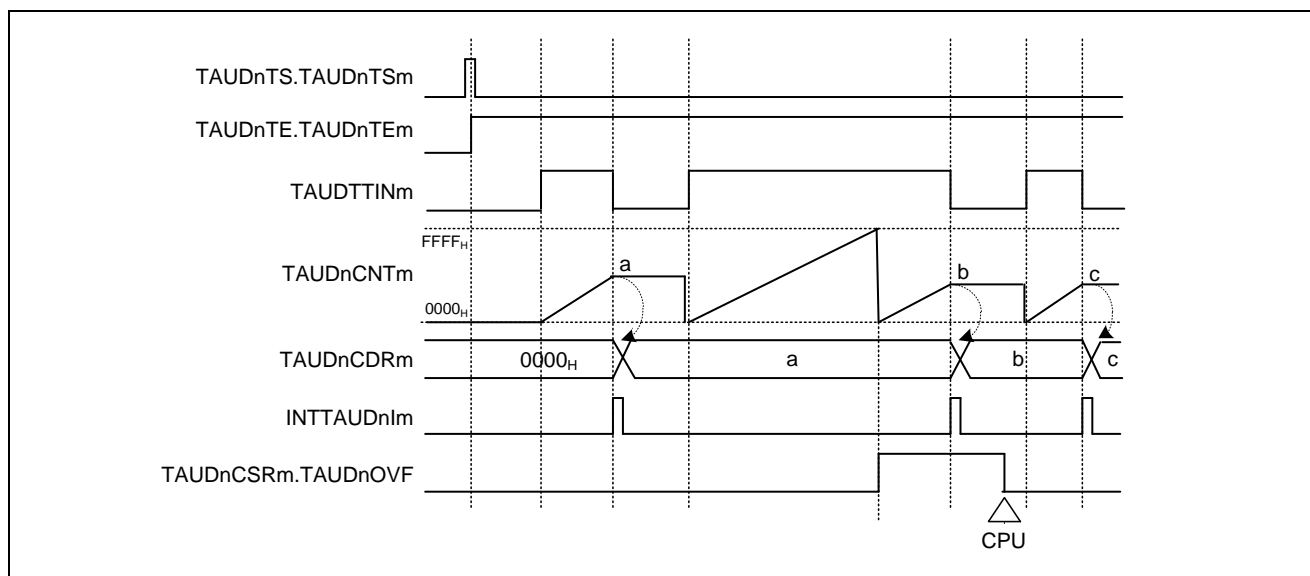 TAUDnTS.TAUDnTSm
TAUDnTE.TAUDnTEm
TAUDTTINm
FFFFH
TAUDnCNTm
a
b
c
0000H
TAUDnCDRm
0000H
a
b
c
INTTAUDnIm
TAUDnCSRm.TAUDnOVF
CPU